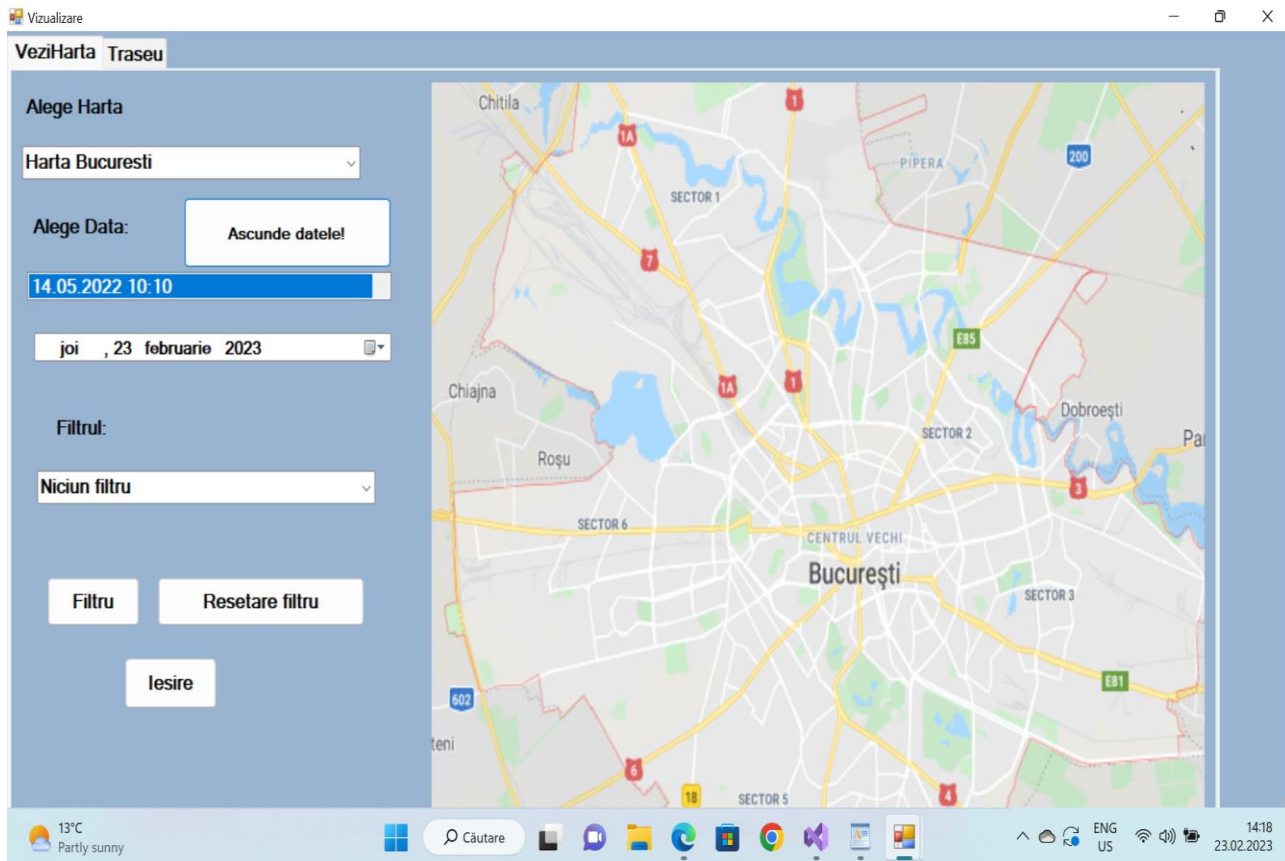 Vizualizare
VeziHarta Traseu
Alege Harta
Harta Bucuresti
Alege Data:
Ascunde datele!
14.05.2022 10:10
joi , 23 februarie 2023
Filtrul:
Niciun filtru
Filtru Resetare filtru
Iesire
Chitila
1
1A
PIPERA
200
SECTOR 1
7
E85
Chiajna
1A
1
Dobroești
SECTOR 2
Roșu
3
SECTOR 6
CENTRUL VECHI
București
SECTOR 3
E81
602
6
18
SECTOR 5
4
13°C
Partly sunny
Căutare
ENG
US
14:18
23.02.2023